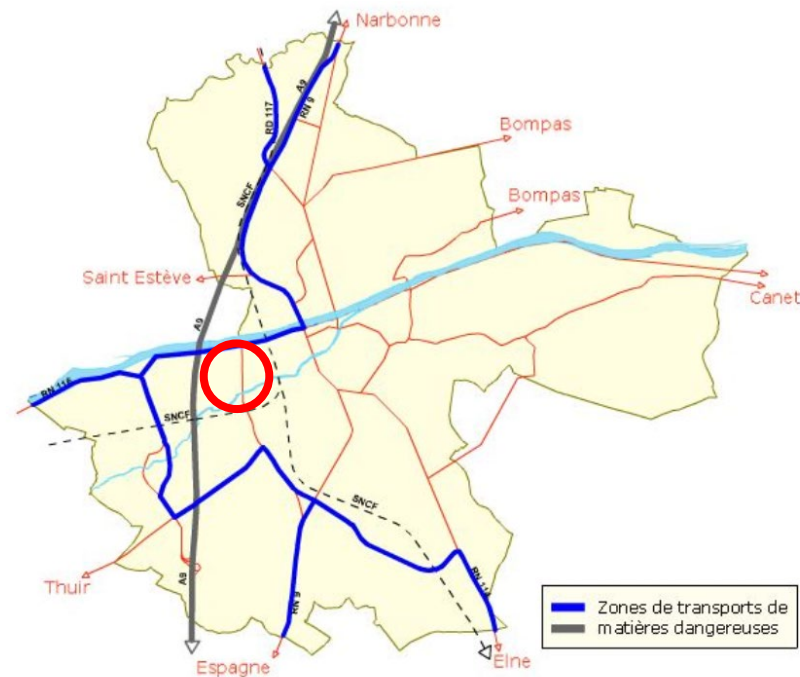 Narbonne
A9
RN 9
RD 117
Bompas
SNCF
Bompas
Saint Estève
Canet
A9
RN 116
SNCF
SNCF
Thuir
A9
RN 9
RN 114
Espagne
Elne
Zones de transports de
matières dangereuses